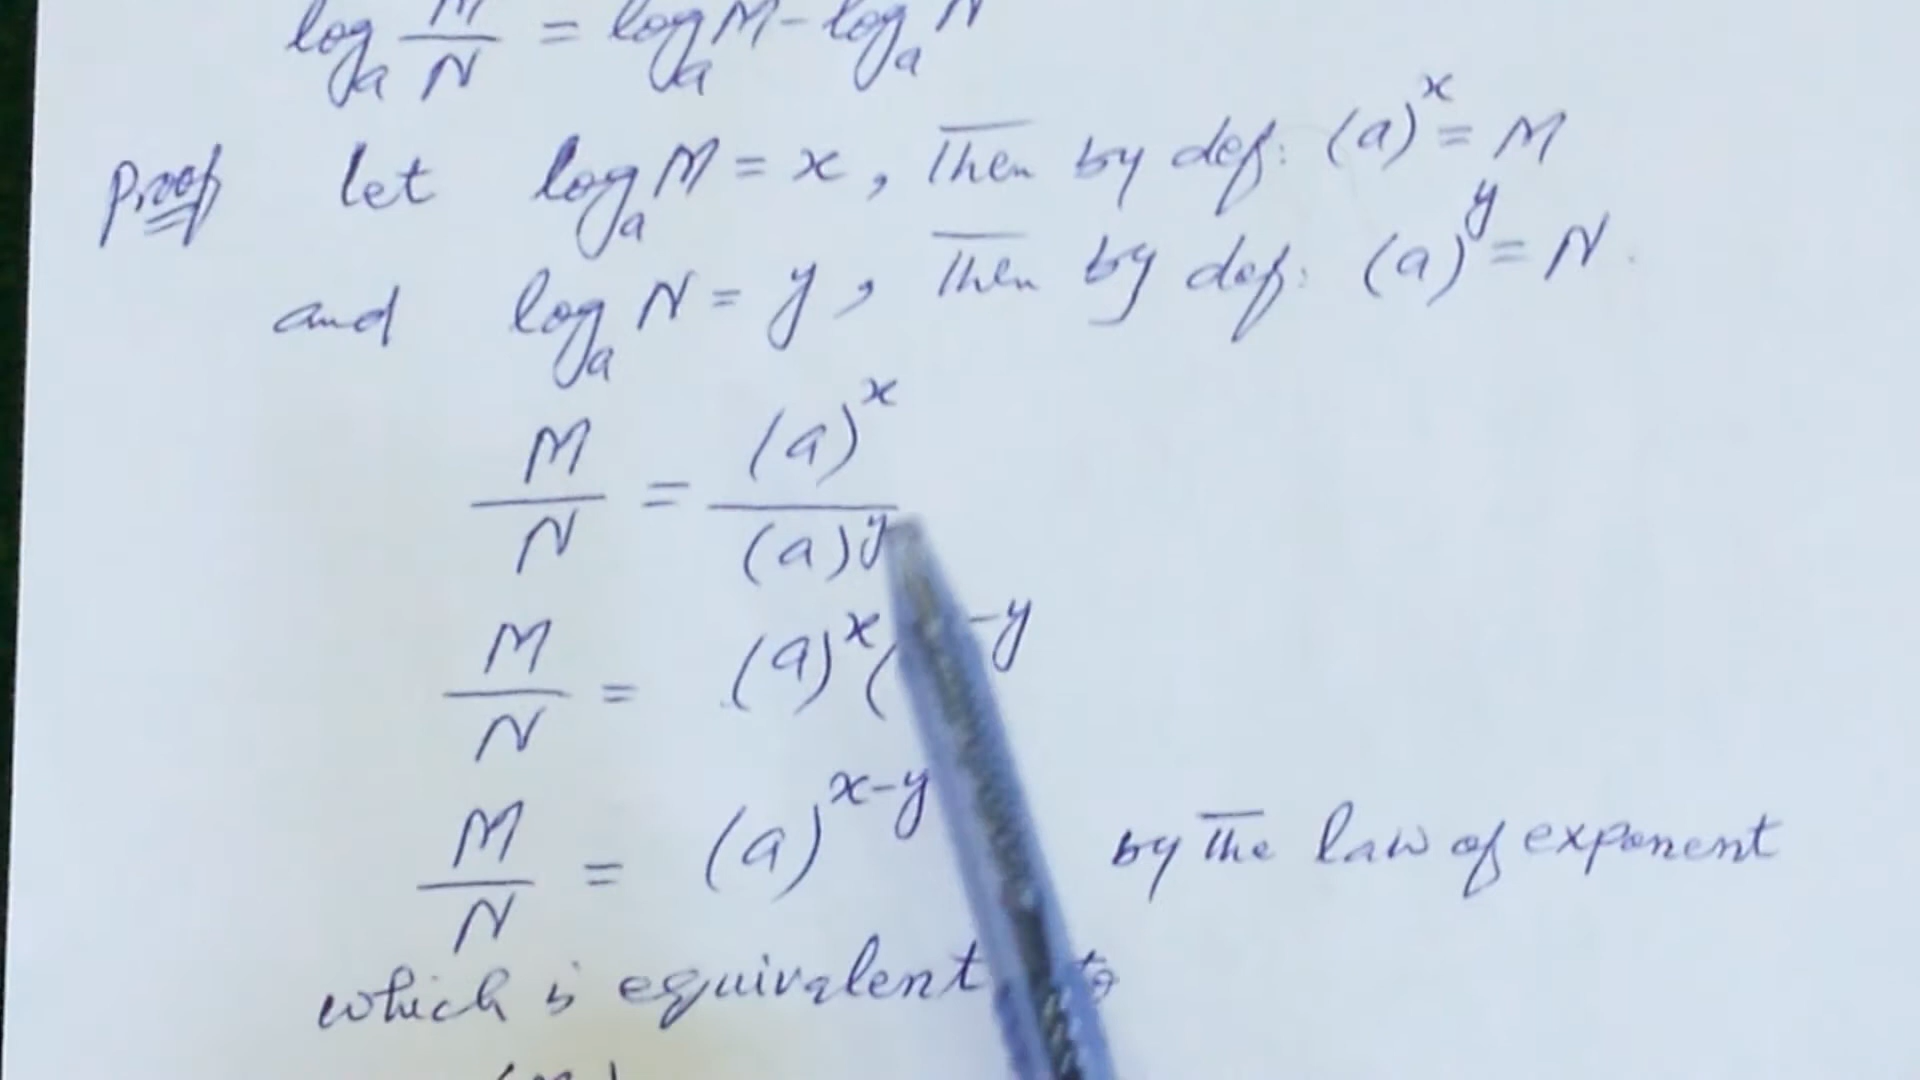 log_a M/N = log_a M - log_a N
Proof let log_a M = x, Then by def: (a)^x = M
and log_a N = y, Then by def: (a)^y = N.
M/N = (a)^x/(a)^y
M/N = (a)^x ( ^-y
M/N = (a)^x-y by the law of exponent
which is equivalent to